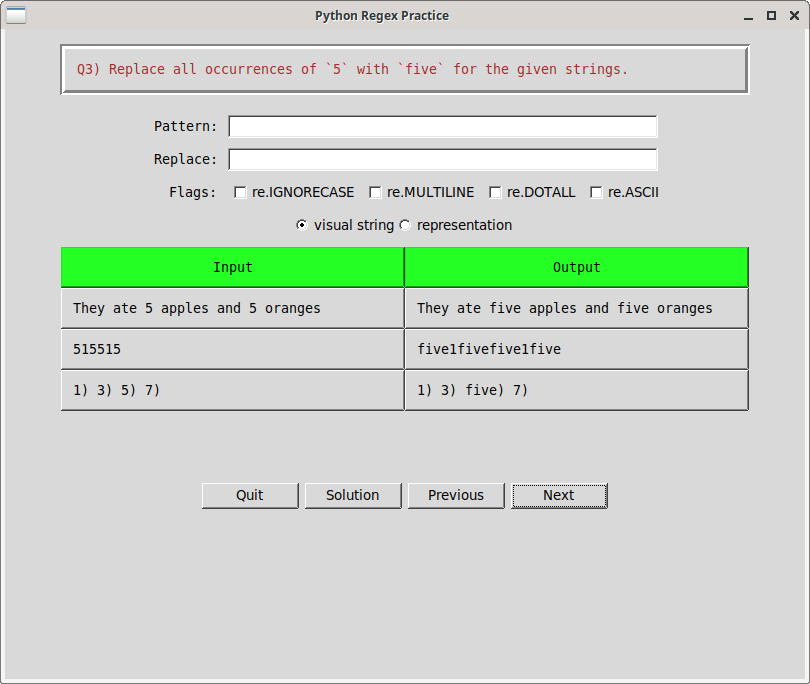 Python Regex Practice
Q3) Replace all occurrences of `5` with `five` for the given strings.
Pattern:
Replace:
Flags: re.IGNORECASE re.MULTILINE re.DOTALL re.ASCII
visual string representation
Input Output
They ate 5 apples and 5 oranges They ate five apples and five oranges
515515 five1fivefive1five
1) 3) 5) 7) 1) 3) five) 7)
Quit Solution Previous Next